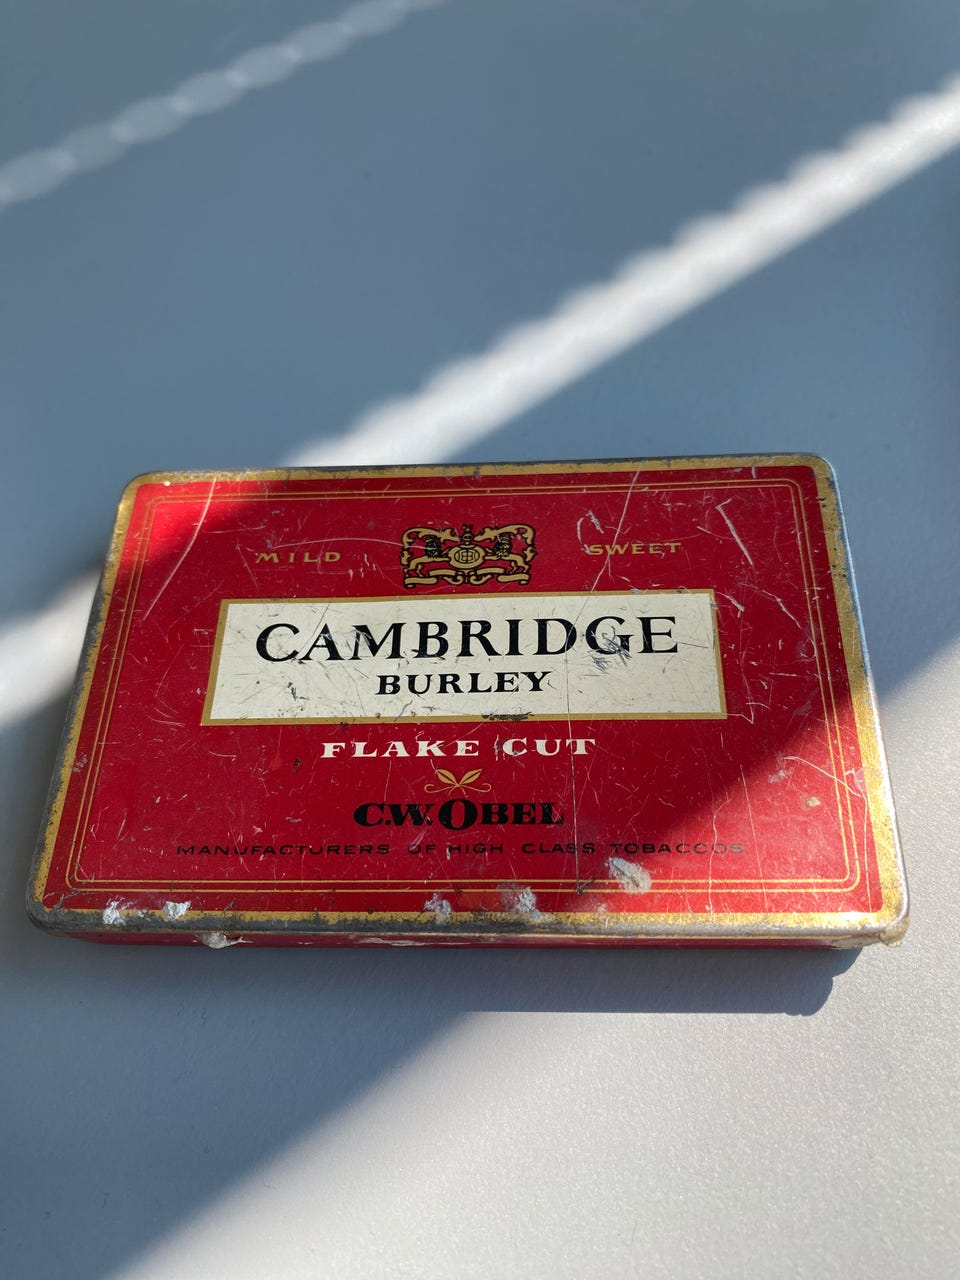 MILD SWEET
CAMBRIDGE
BURLEY
FLAKE CUT
C.W. OBEL
MANUFACTURERS OF HIGH CLASS TOBACCOS